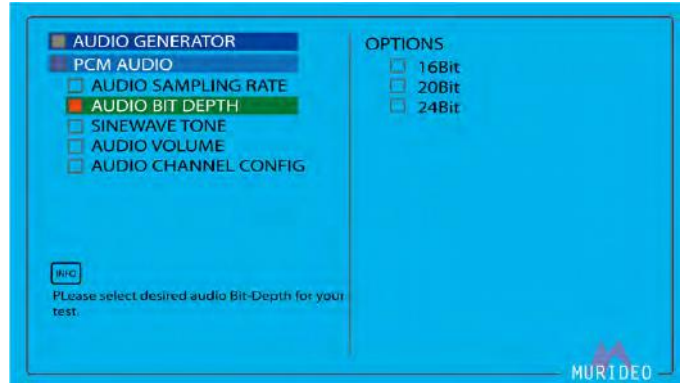 AUDIO GENERATOR
PCM AUDIO
AUDIO SAMPLING RATE
AUDIO BIT DEPTH
SINEWAVE TONE
AUDIO VOLUME
AUDIO CHANNEL CONFIG
INFO
PLease select desired audio Bit-Depth for your
test.
OPTIONS
16Bit
20Bit
24Bit
MURIDEO